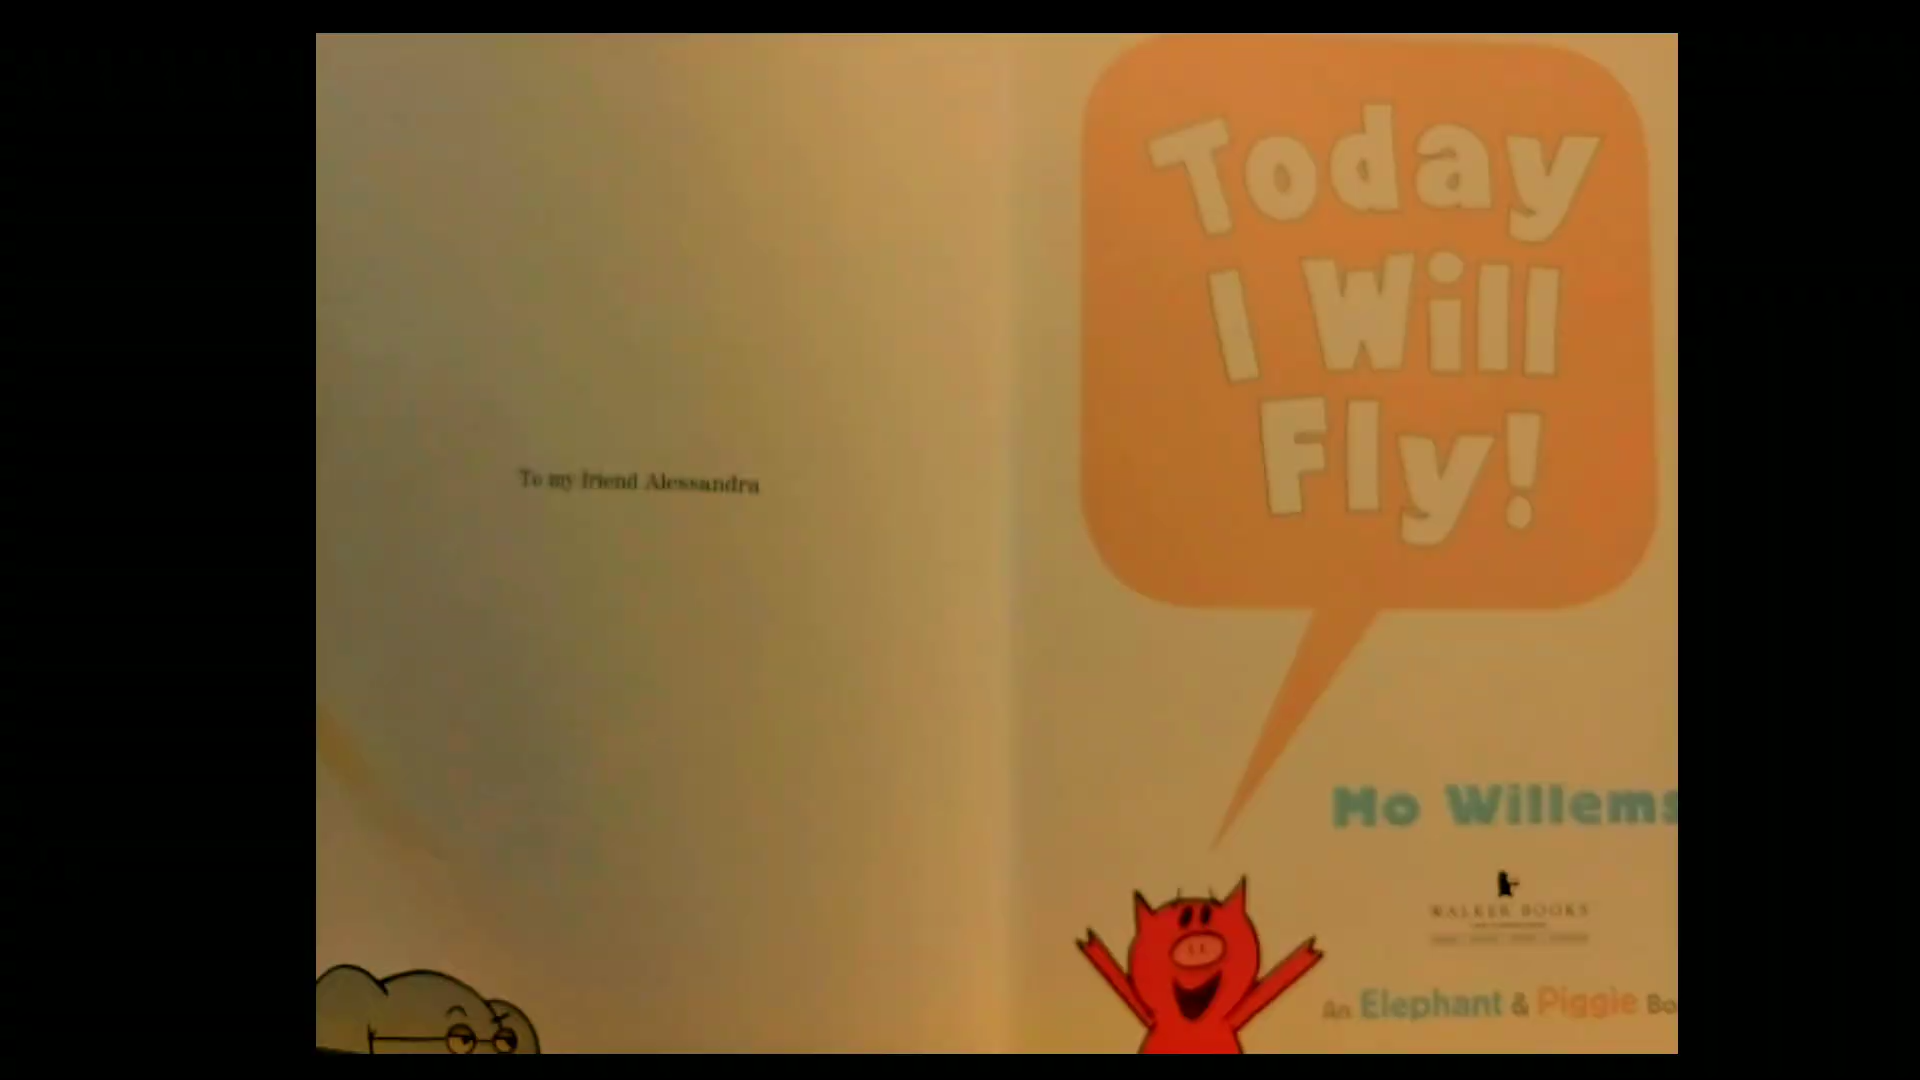 To my friend Alessandra
Today
I Will
Fly!
Mo Willems
WALKER BOOKS
An Elephant & Piggie Bo